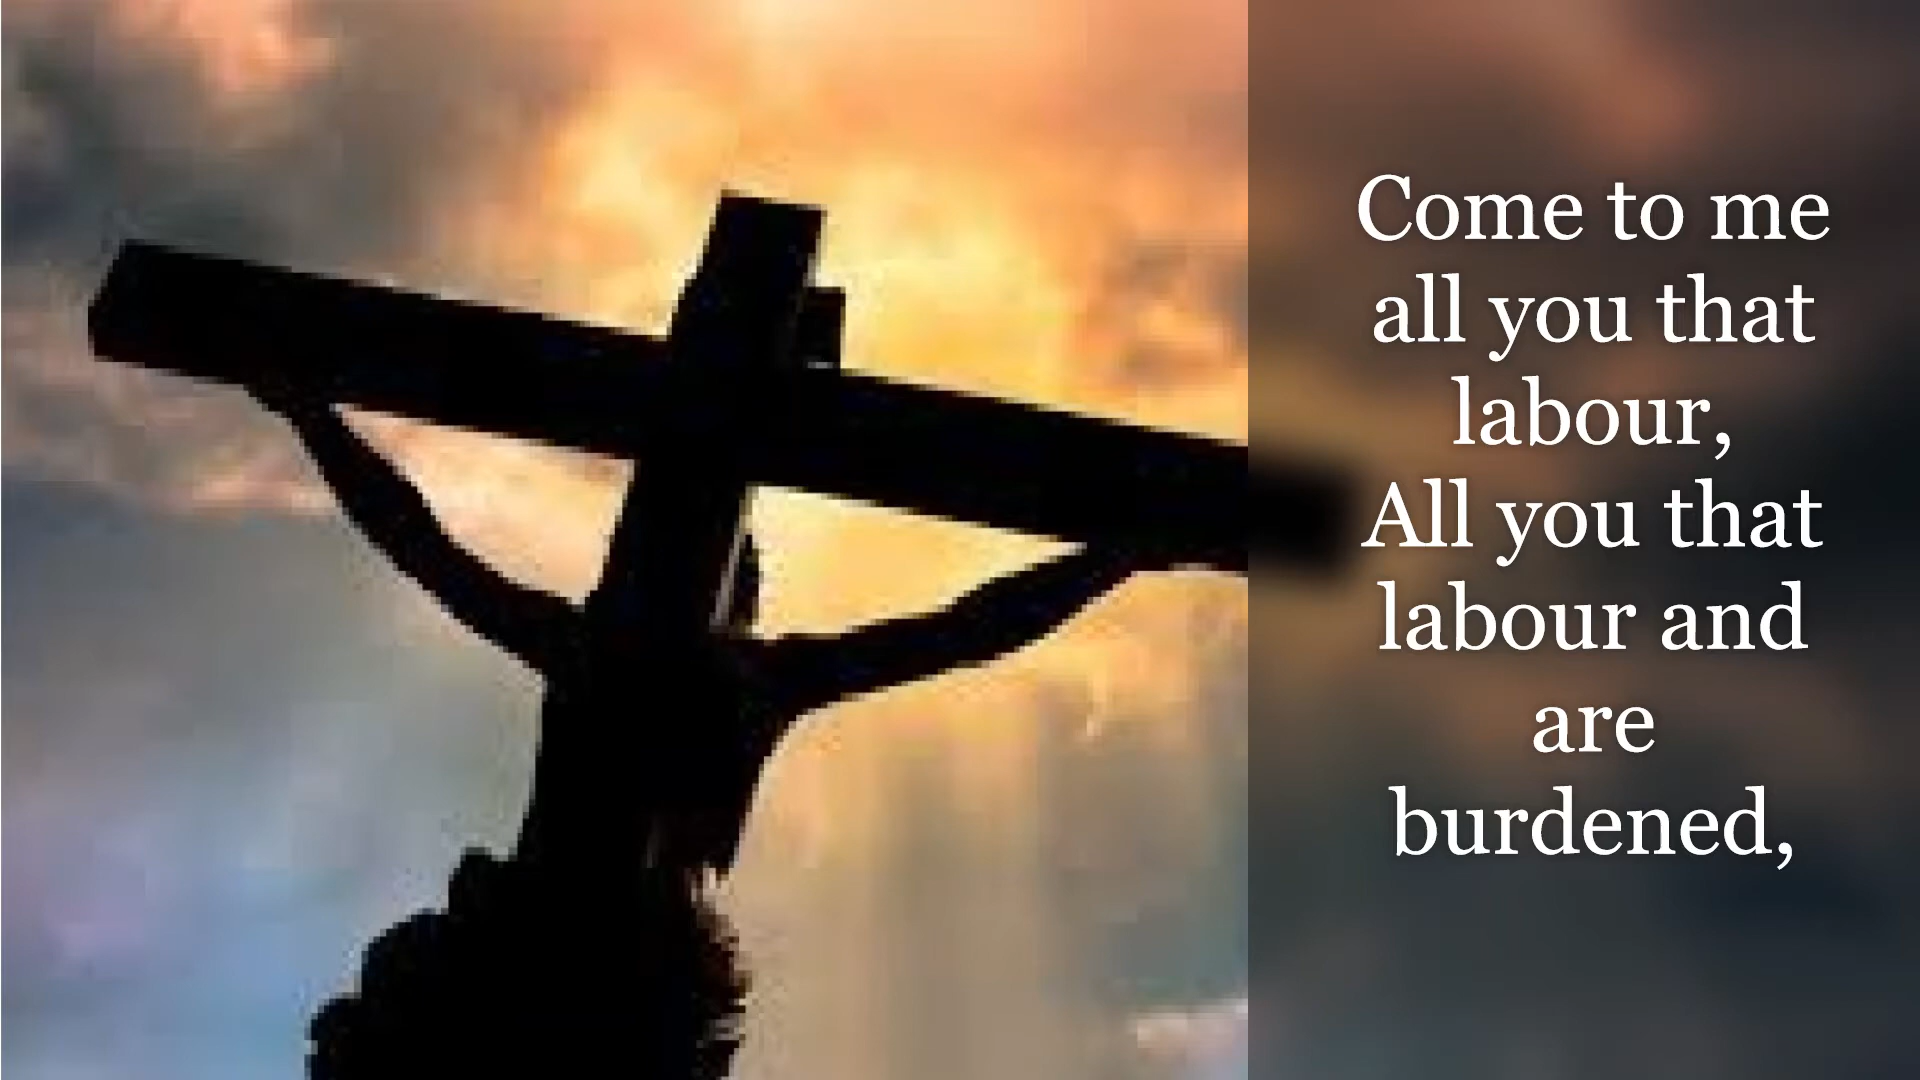 Come to me
all you that
labour,
All you that
labour and
are
burdened,